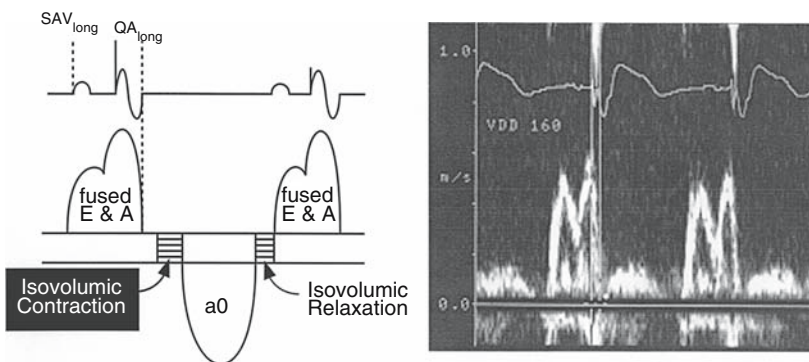 SAVlong QAlong
fused
E & A
fused
E & A
Isovolumic
Contraction
a0
Isovolumic
Relaxation
1.0
VDD 160
m/s
0.0